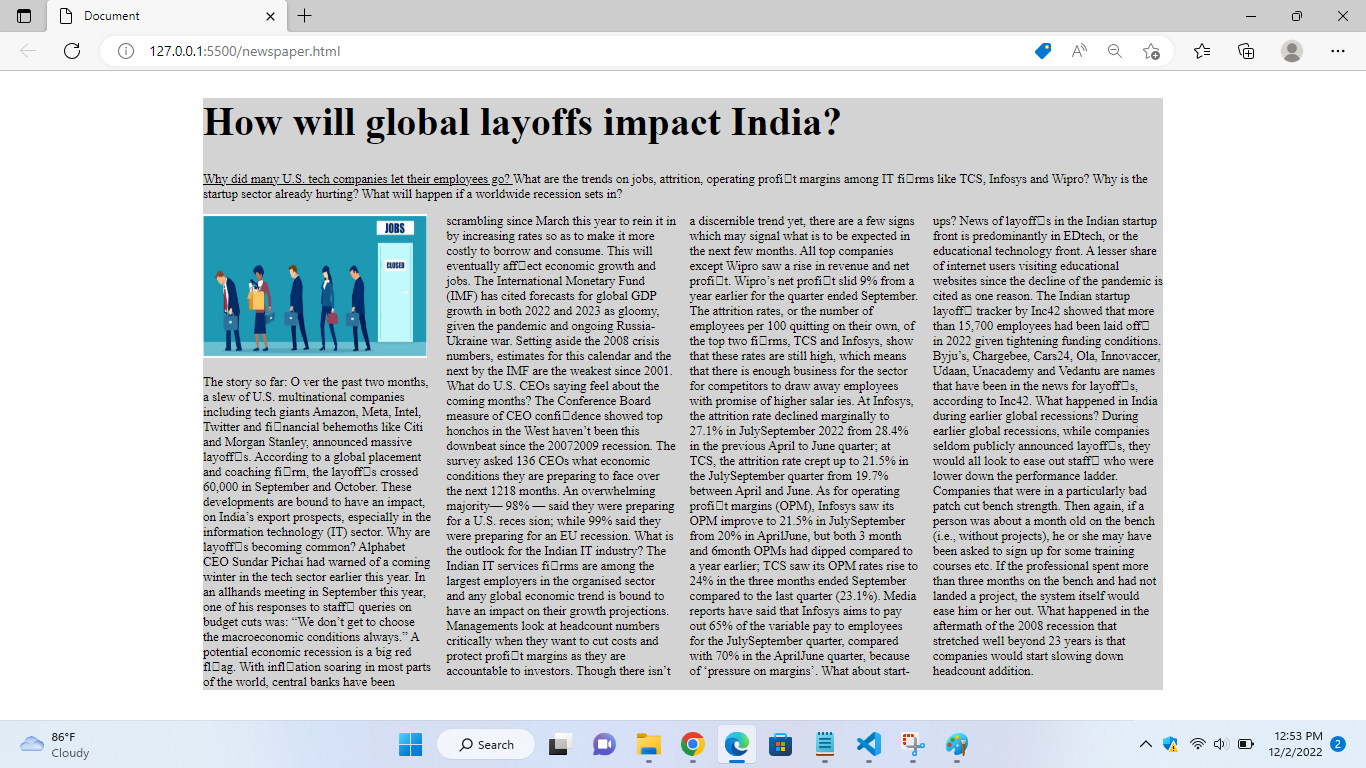 Document
127.0.0.1:5500/newspaper.html
How will global layoffs impact India?
Why did many U.S. tech companies let their employees go? What are the trends on jobs, attrition, operating profi□t margins among IT fi□rms like TCS, Infosys and Wipro? Why is the
startup sector already hurting? What will happen if a worldwide recession sets in?
JOBS
CLOSED
The story so far: O ver the past two months,
a slew of U.S. multinational companies
including tech giants Amazon, Meta, Intel,
Twitter and fi□nancial behemoths like Citi
and Morgan Stanley, announced massive
layoff□s. According to a global placement
and coaching fi□rm, the layoff□s crossed
60,000 in September and October. These
developments are bound to have an impact,
on India’s export prospects, especially in the
information technology (IT) sector. Why are
layoff□s becoming common? Alphabet
CEO Sundar Pichai had warned of a coming
winter in the tech sector earlier this year. In
an allhands meeting in September this year,
one of his responses to staff□ queries on
budget cuts was: “We don’t get to choose
the macroeconomic conditions always.” A
potential economic recession is a big red
fl□ag. With infl□ation soaring in most parts
of the world, central banks have been
scrambling since March this year to rein it in
by increasing rates so as to make it more
costly to borrow and consume. This will
eventually aff□ect economic growth and
jobs. The International Monetary Fund
(IMF) has cited forecasts for global GDP
growth in both 2022 and 2023 as gloomy,
given the pandemic and ongoing Russia-
Ukraine war. Setting aside the 2008 crisis
numbers, estimates for this calendar and the
next by the IMF are the weakest since 2001.
What do U.S. CEOs saying feel about the
coming months? The Conference Board
measure of CEO confi□dence showed top
honchos in the West haven’t been this
downbeat since the 20072009 recession. The
survey asked 136 CEOs what economic
conditions they are preparing to face over
the next 1218 months. An overwhelming
majority— 98% — said they were preparing
for a U.S. reces sion; while 99% said they
were preparing for an EU recession. What is
the outlook for the Indian IT industry? The
Indian IT services fi□rms are among the
largest employers in the organised sector
and any global economic trend is bound to
have an impact on their growth projections.
Managements look at headcount numbers
critically when they want to cut costs and
protect profi□t margins as they are
accountable to investors. Though there isn’t
a discernible trend yet, there are a few signs
which may signal what is to be expected in
the next few months. All top companies
except Wipro saw a rise in revenue and net
profi□t. Wipro’s net profi□t slid 9% from a
year earlier for the quarter ended September.
The attrition rates, or the number of
employees per 100 quitting on their own, of
the top two fi□rms, TCS and Infosys, show
that these rates are still high, which means
that there is enough business for the sector
for competitors to draw away employees
with promise of higher salar ies. At Infosys,
the attrition rate declined marginally to
27.1% in JulySeptember 2022 from 28.4%
in the previous April to June quarter; at
TCS, the attrition rate crept up to 21.5% in
the JulySeptember quarter from 19.7%
between April and June. As for operating
profi□t margins (OPM), Infosys saw its
OPM improve to 21.5% in JulySeptember
from 20% in AprilJune, but both 3 month
and 6month OPMs had dipped compared to
a year earlier; TCS saw its OPM rates rise to
24% in the three months ended September
compared to the last quarter (23.1%). Media
reports have said that Infosys aims to pay
out 65% of the variable pay to employees
for the JulySeptember quarter, compared
with 70% in the AprilJune quarter, because
of ‘pressure on margins’. What about start-
ups? News of layoff□s in the Indian startup
front is predominantly in EDtech, or the
educational technology front. A lesser share
of internet users visiting educational
websites since the decline of the pandemic is
cited as one reason. The Indian startup
layoff□ tracker by Inc42 showed that more
than 15,700 employees had been laid off□
in 2022 given tightening funding conditions.
Byju’s, Chargebee, Cars24, Ola, Innovaccer,
Udaan, Unacademy and Vedantu are names
that have been in the news for layoff□s,
according to Inc42. What happened in India
during earlier global recessions? During
earlier global recessions, while companies
seldom publicly announced layoff□s, they
would all look to ease out staff□ who were
lower down the performance ladder.
Companies that were in a particularly bad
patch cut bench strength. Then again, if a
person was about a month old on the bench
(i.e., without projects), he or she may have
been asked to sign up for some training
courses etc. If the professional spent more
than three months on the bench and had not
landed a project, the system itself would
ease him or her out. What happened in the
aftermath of the 2008 recession that
stretched well beyond 23 years is that
companies would start slowing down
headcount addition.
86°F
Cloudy
Search
12:53 PM
12/2/2022
2